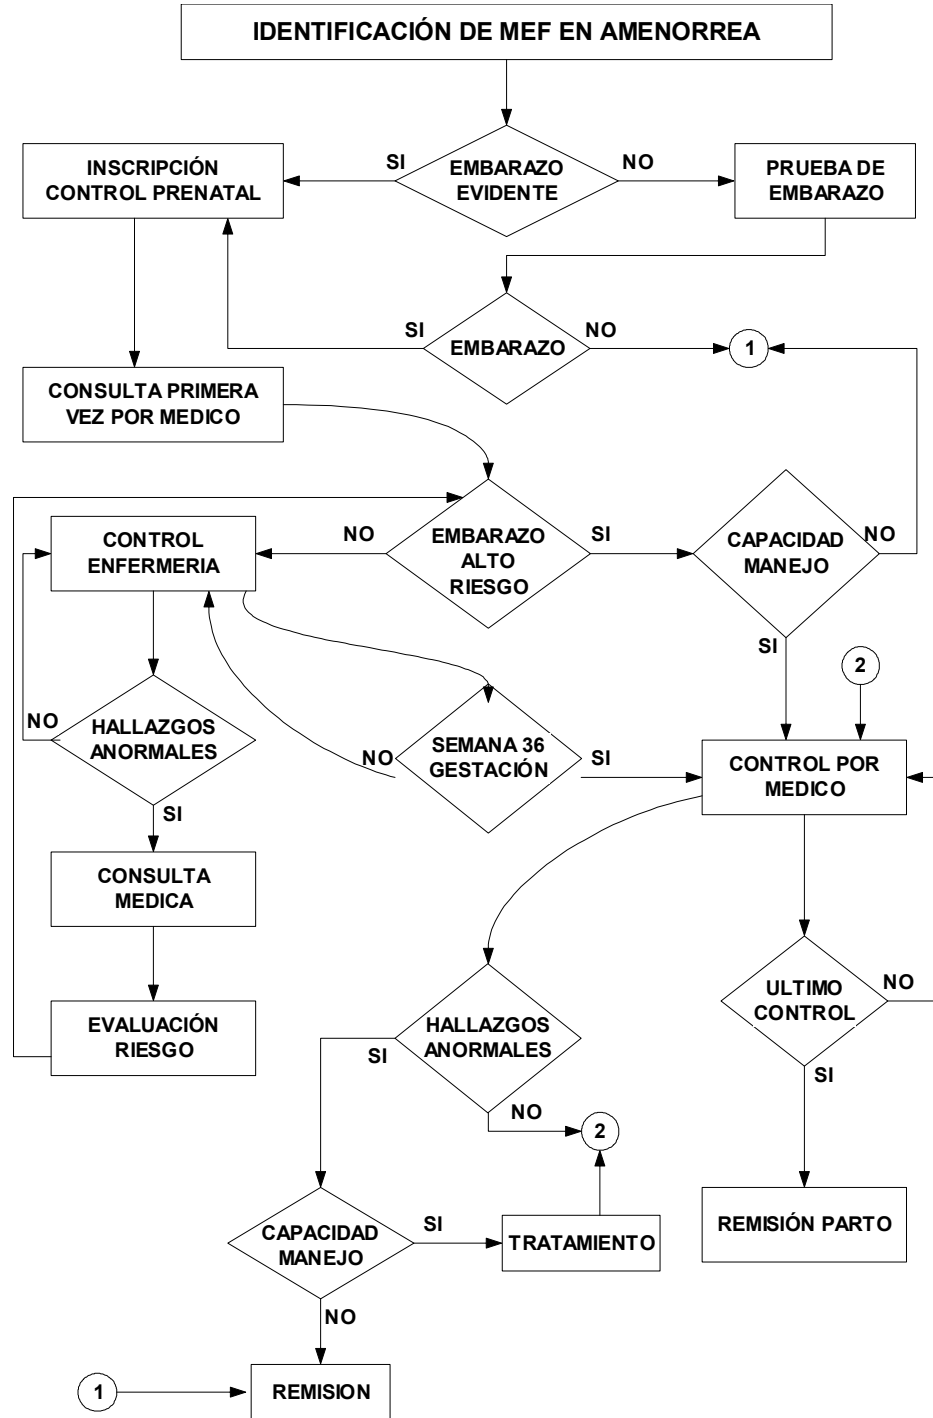 IDENTIFICACIÓN DE MEF EN AMENORREA
SI
EMBARAZO
EVIDENTE
NO
INSCRIPCIÓN
CONTROL PRENATAL
PRUEBA DE
EMBARAZO
SI
EMBARAZO
NO
1
CONSULTA PRIMERA
VEZ POR MEDICO
CONTROL
ENFERMERIA
NO
EMBARAZO
ALTO
RIESGO
SI
CAPACIDAD
MANEJO
NO
SI
2
NO
HALLAZGOS
ANORMALES
SI
NO
SEMANA 36
GESTACIÓN
SI
CONTROL POR
MEDICO
CONSULTA
MEDICA
EVALUACIÓN
RIESGO
ULTIMO
CONTROL
NO
SI
HALLAZGOS
ANORMALES
SI
NO
2
CAPACIDAD
MANEJO
SI
TRATAMIENTO
REMISIÓN PARTO
NO
1
REMISION